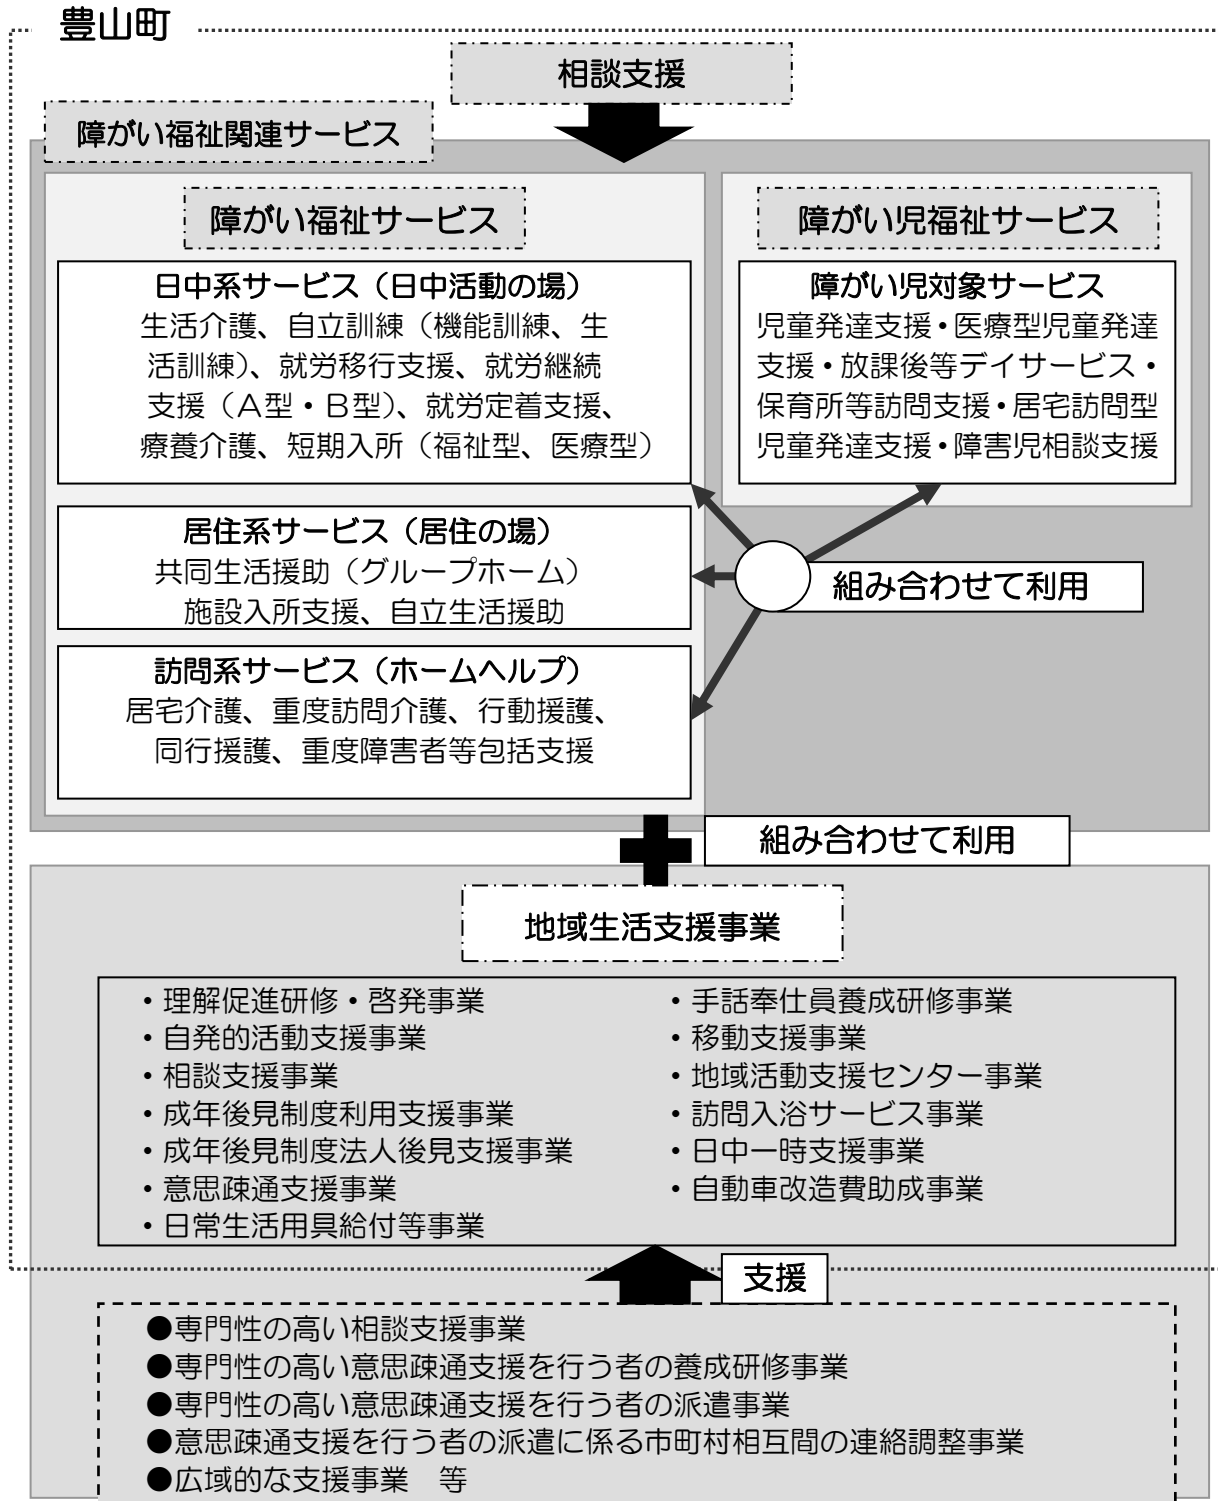 豊山町
相談支援
障がい福祉関連サービス
障がい福祉サービス
日中系サービス（日中活動の場）
生活介護、自立訓練（機能訓練、生
活訓練）、就労移行支援、就労継続
支援（Ａ型・Ｂ型）、就労定着支援、
療養介護、短期入所（福祉型、医療型）
居住系サービス（居住の場）
共同生活援助（グループホーム）
施設入所支援、自立生活援助
訪問系サービス（ホームヘルプ）
居宅介護、重度訪問介護、行動援護、
同行援護、重度障害者等包括支援
障がい児福祉サービス
障がい児対象サービス
児童発達支援・医療型児童発達
支援・放課後等デイサービス・
保育所等訪問支援・居宅訪問型
児童発達支援・障害児相談支援
組み合わせて利用
組み合わせて利用
地域生活支援事業
・理解促進研修・啓発事業
・自発的活動支援事業
・相談支援事業
・成年後見制度利用支援事業
・成年後見制度法人後見支援事業
・意思疎通支援事業
・日常生活用具給付等事業
・手話奉仕員養成研修事業
・移動支援事業
・地域活動支援センター事業
・訪問入浴サービス事業
・日中一時支援事業
・自動車改造費助成事業
支援
●専門性の高い相談支援事業
●専門性の高い意思疎通支援を行う者の養成研修事業
●専門性の高い意思疎通支援を行う者の派遣事業
●意思疎通支援を行う者の派遣に係る市町村相互間の連絡調整事業
●広域的な支援事業　等